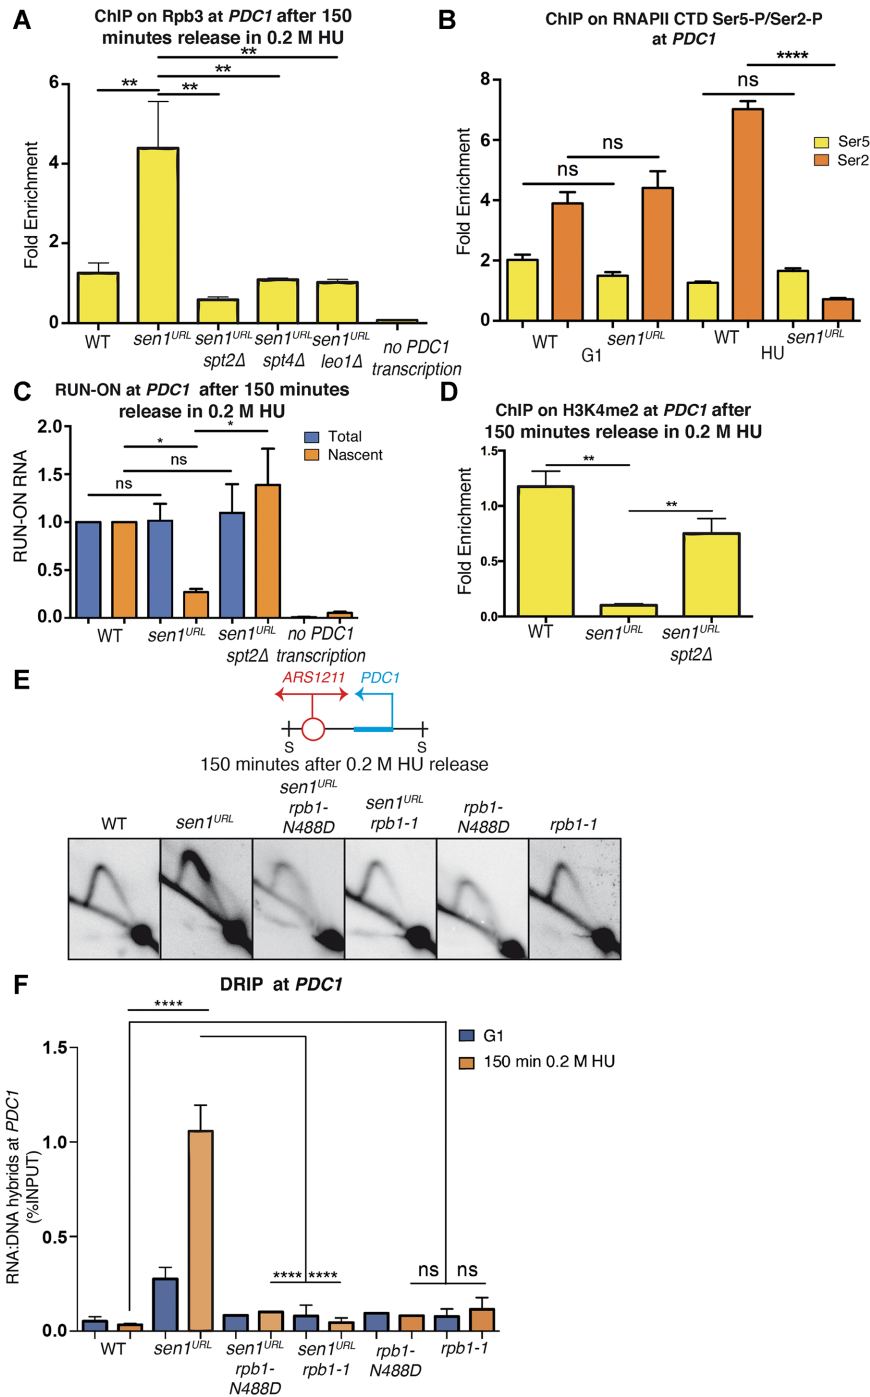 A
ChIP on Rpb3 at PDC1 after 150
minutes release in 0.2 M HU
**
**
**
**
6
4
2
0
Fold Enrichment
WT
sen1URL
sen1URL
spt2Δ
sen1URL
spt4Δ
sen1URL
leo1Δ
no PDC1
transcription
B
ChIP on RNAPII CTD Ser5-P/Ser2-P
at PDC1
****
ns
ns
ns
8
6
4
2
0
Fold Enrichment
Ser5
Ser2
WT
sen1URL
WT
sen1URL
G1
HU
C
RUN-ON at PDC1 after 150 minutes
release in 0.2 M HU
*
*
ns
ns
2.0
1.5
1.0
0.5
0.0
RUN-ON RNA
Total
Nascent
WT
sen1URL
sen1URL
spt2Δ
no PDC1
transcription
D
ChIP on H3K4me2 at PDC1 after
150 minutes release in 0.2 M HU
**
**
1.5
1.0
0.5
0.0
Fold Enrichment
WT
sen1URL
sen1URL
spt2Δ
E
ARS1211
PDC1
S
S
150 minutes after 0.2 M HU release
WT
sen1URL
sen1URL
rpb1-
N488D
sen1URL
rpb1-1
rpb1-
N488D
rpb1-1
F
DRIP at PDC1
****
G1
150 min 0.2 M HU
1.5
1.0
0.5
0.0
RNA:DNA hybrids at PDC1
(%INPUT)
****
****
ns
ns
WT
sen1URL
sen1URL
rpb1-
N488D
sen1URL
rpb1-1
rpb1-
N488D
rpb1-1